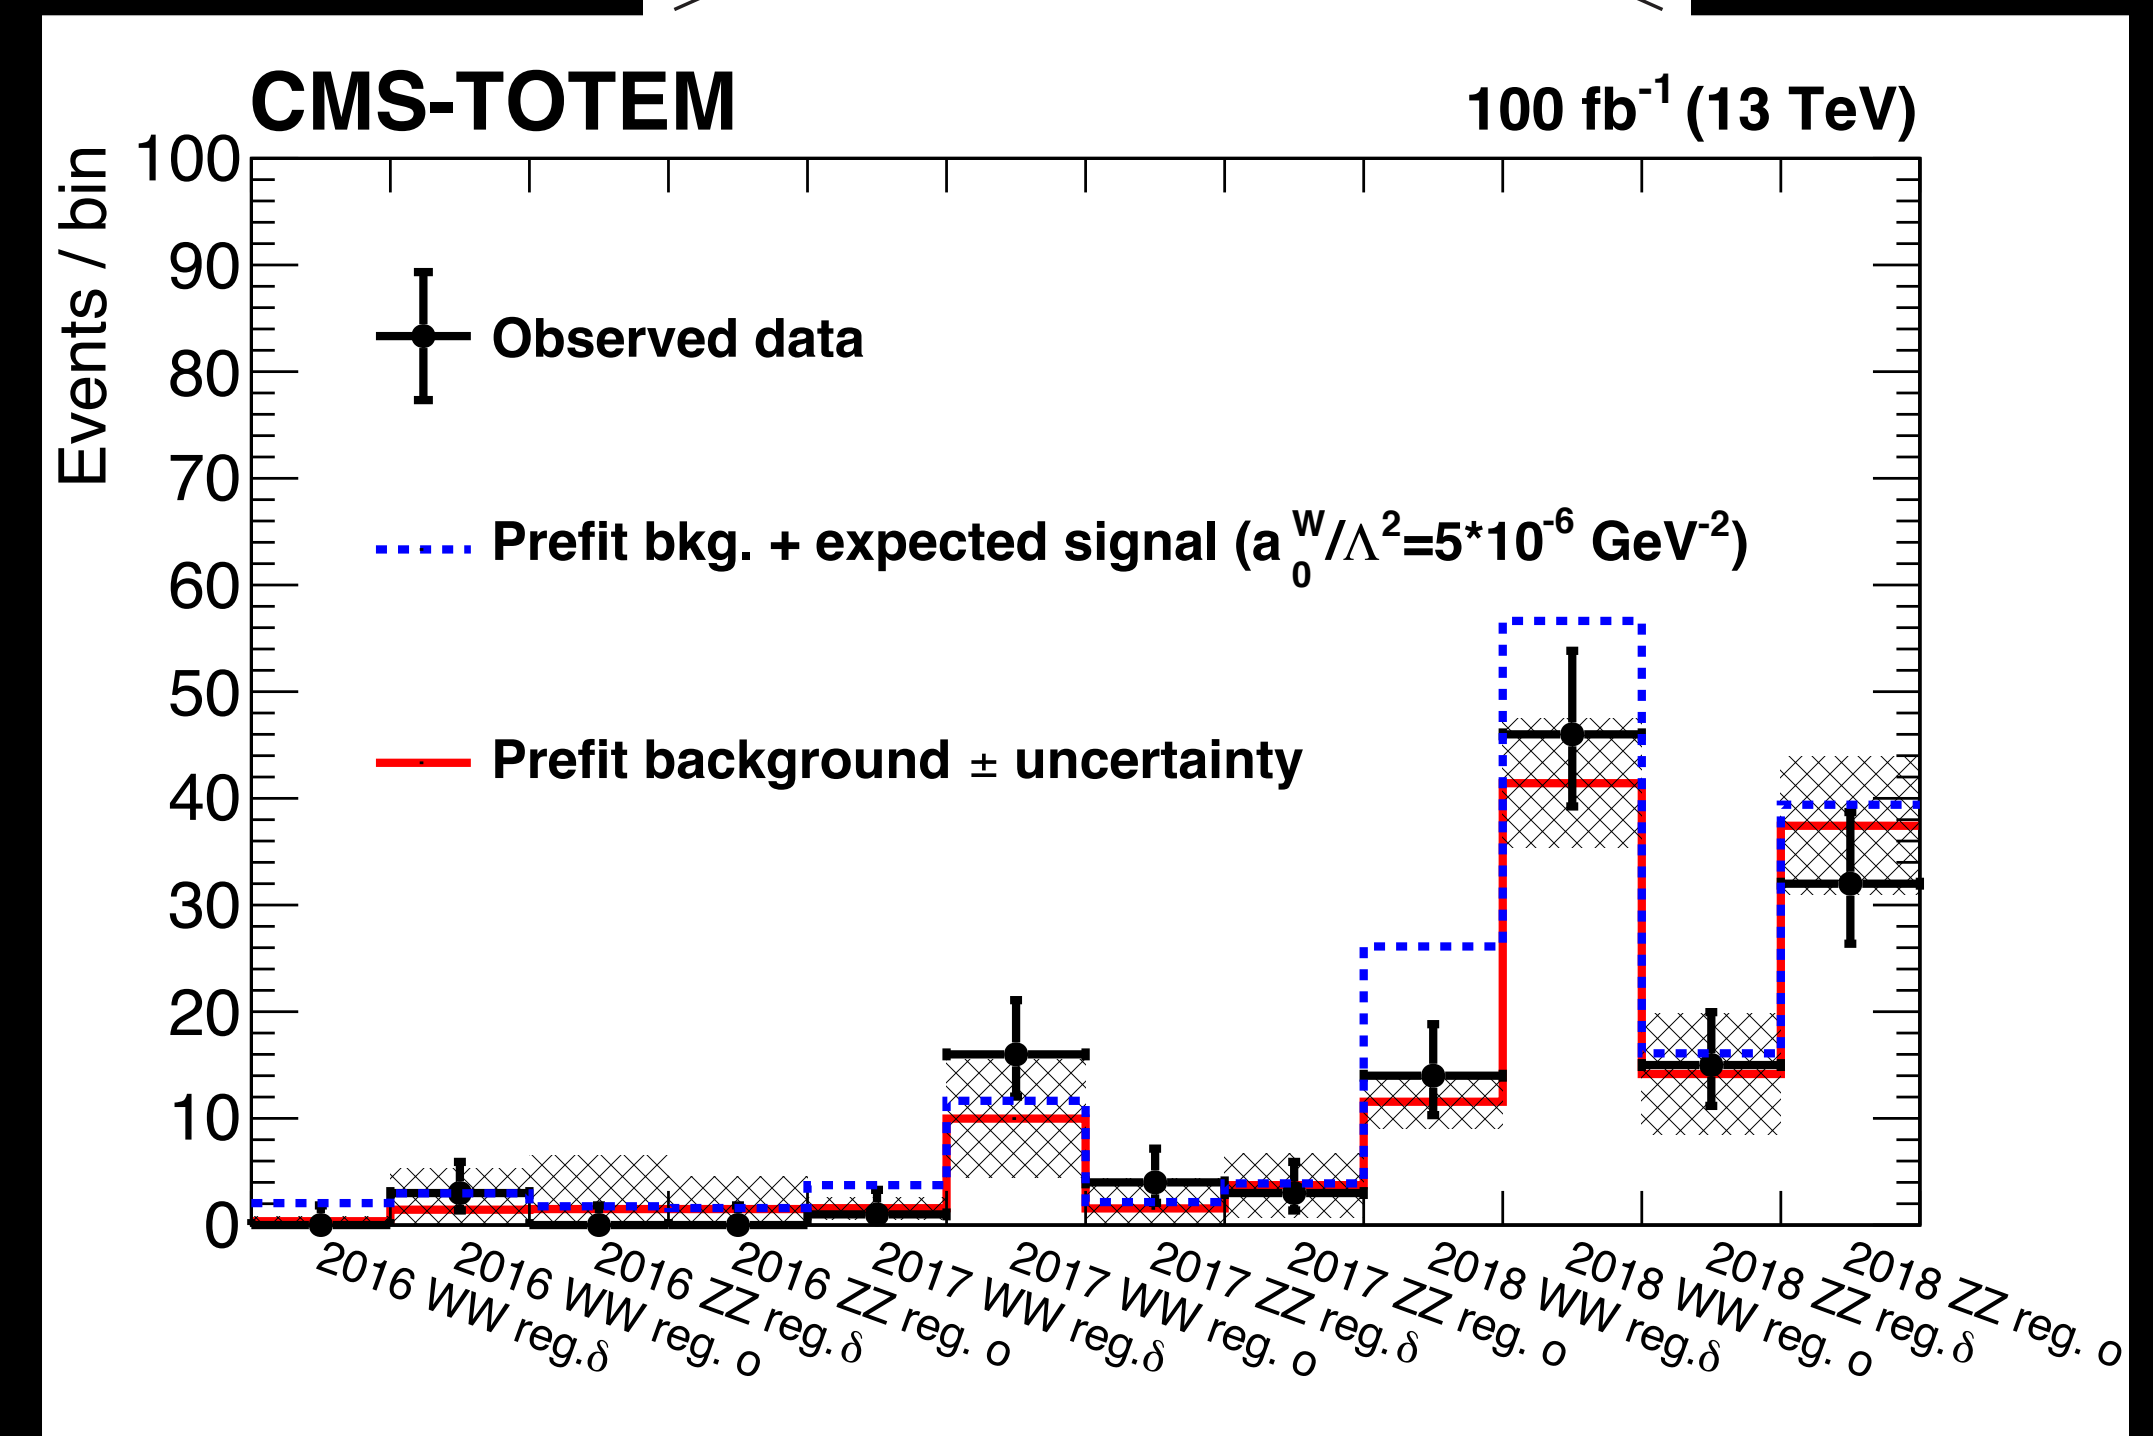 CMS-TOTEM
100 fb⁻¹ (13 TeV)
Events / bin
100
90
80
70
60
50
40
30
20
10
0
Observed data
Prefit bkg. + expected signal (a₀ᵂ/Λ²=5*10⁻⁶ GeV⁻²)
Prefit background ± uncertainty
2016 WW reg.δ
2016 WW reg. o
2016 ZZ reg.δ
2016 ZZ reg. o
2017 WW reg.δ
2017 WW reg. o
2017 ZZ reg.δ
2017 ZZ reg. o
2018 WW reg.δ
2018 WW reg. o
2018 ZZ reg.δ
2018 ZZ reg. o